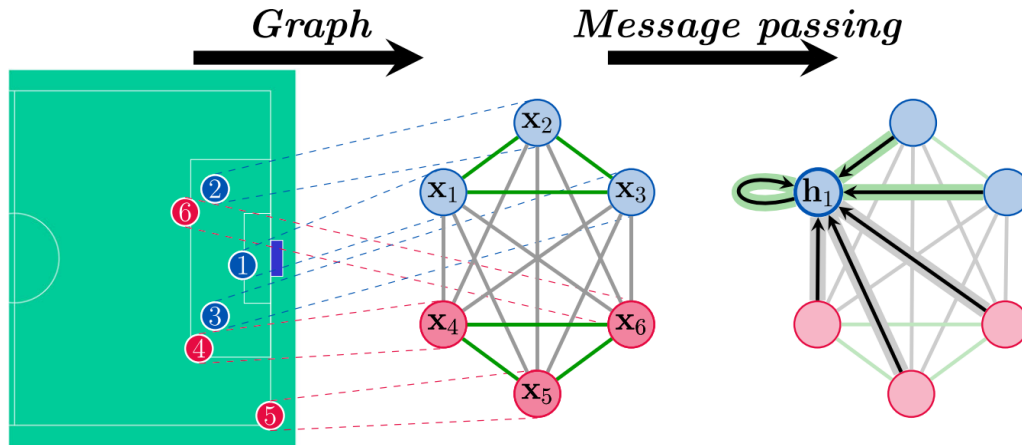 Graph
Message passing
2
6
1
3
4
5
x₂
x₁
x₃
x₄
x₆
x₅
h₁